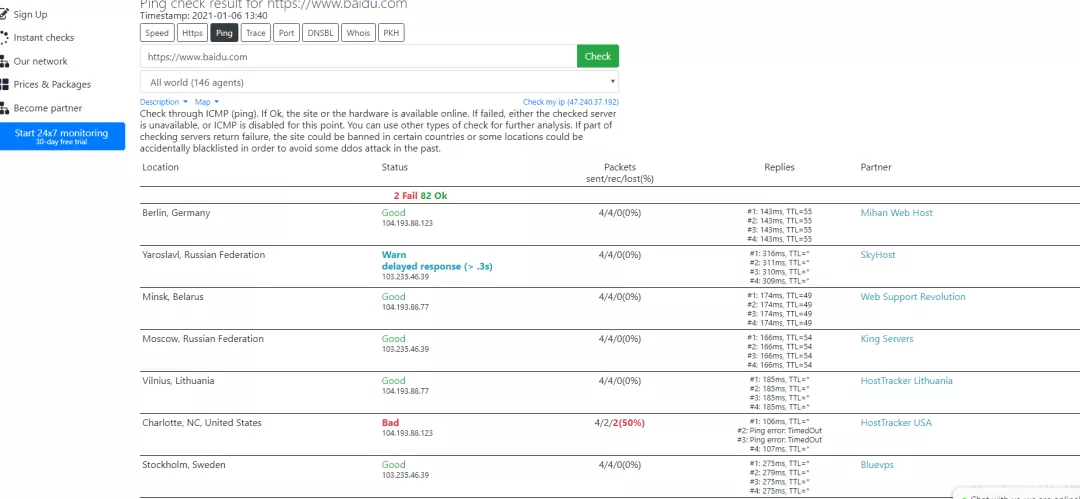 Ping check result for https://www.baidu.com
Timestamp: 2021-01-06 13:40
Sign Up
Instant checks
Our network
Prices & Packages
Become partner
Start 24x7 monitoring
30-day free trial
Speed Https Ping Trace Port DNSBL Whois PKH
https://www.baidu.com Check
All world (146 agents)
Description Map Check my ip (47.240.37.192)
Check through ICMP (ping). If Ok, the site or the hardware is available online. If failed, either the checked server
is unavailable, or ICMP is disabled for this point. You can use other types of check for further analysis. If part of
checking servers return failure, the site could be banned in certain countries or some locations could be
accidentally blacklisted in order to avoid some ddos attack in the past.
Location Status Packets Replies Partner
sent/rec/lost(%)
2 Fail 82 Ok
Berlin, Germany Good 4/4/0(0%) #1: 143ms, TTL=55 Mihan Web Host
104.193.88.123 #2: 143ms, TTL=55
#3: 143ms, TTL=55
#4: 143ms, TTL=55
Yaroslavl, Russian Federation Warn 4/4/0(0%) #1: 316ms, TTL=* SkyHost
delayed response (> .3s) #2: 311ms, TTL=*
103.235.46.39 #3: 310ms, TTL=*
#4: 309ms, TTL=*
Minsk, Belarus Good 4/4/0(0%) #1: 174ms, TTL=49 Web Support Revolution
104.193.88.77 #2: 174ms, TTL=49
#3: 174ms, TTL=49
#4: 174ms, TTL=49
Moscow, Russian Federation Good 4/4/0(0%) #1: 166ms, TTL=54 King Servers
103.235.46.39 #2: 166ms, TTL=54
#3: 166ms, TTL=54
#4: 166ms, TTL=54
Vilnius, Lithuania Good 4/4/0(0%) #1: 185ms, TTL=* HostTracker Lithuania
104.193.88.77 #2: 185ms, TTL=*
#3: 185ms, TTL=*
#4: 185ms, TTL=*
Charlotte, NC, United States Bad 4/2/2(50%) #1: 106ms, TTL=* HostTracker USA
104.193.88.123 #2: Ping error: TimedOut
#3: Ping error: TimedOut
#4: 107ms, TTL=*
Stockholm, Sweden Good 4/4/0(0%) #1: 275ms, TTL=* Bluevps
103.235.46.39 #2: 279ms, TTL=*
#3: 275ms, TTL=*
#4: 275ms, TTL=*